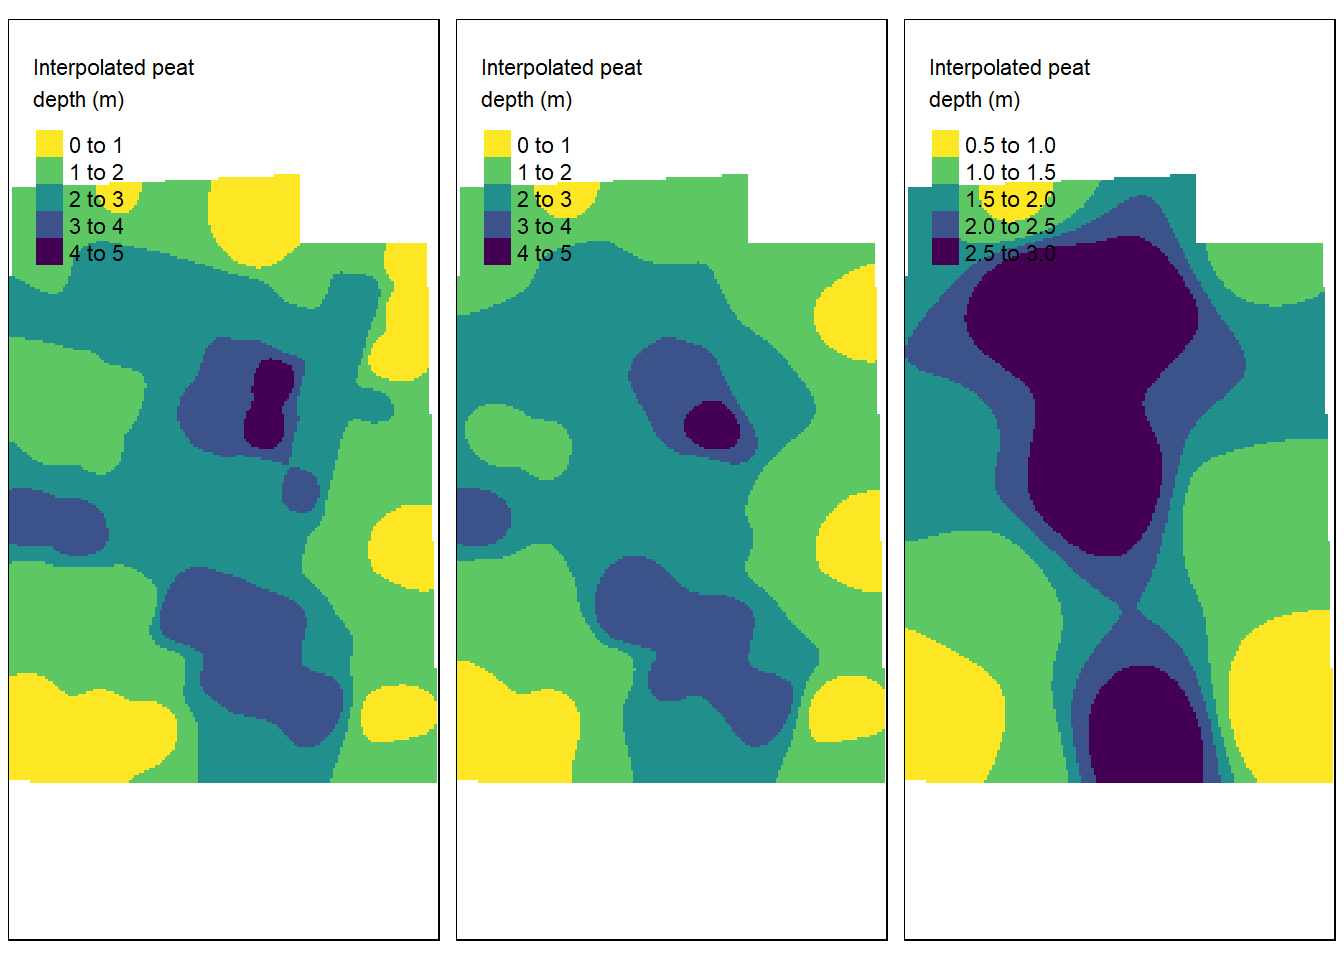 Interpolated peat
depth (m)
0 to 1
1 to 2
2 to 3
3 to 4
4 to 5
Interpolated peat
depth (m)
0 to 1
1 to 2
2 to 3
3 to 4
4 to 5
Interpolated peat
depth (m)
0.5 to 1.0
1.0 to 1.5
1.5 to 2.0
2.0 to 2.5
2.5 to 3.0